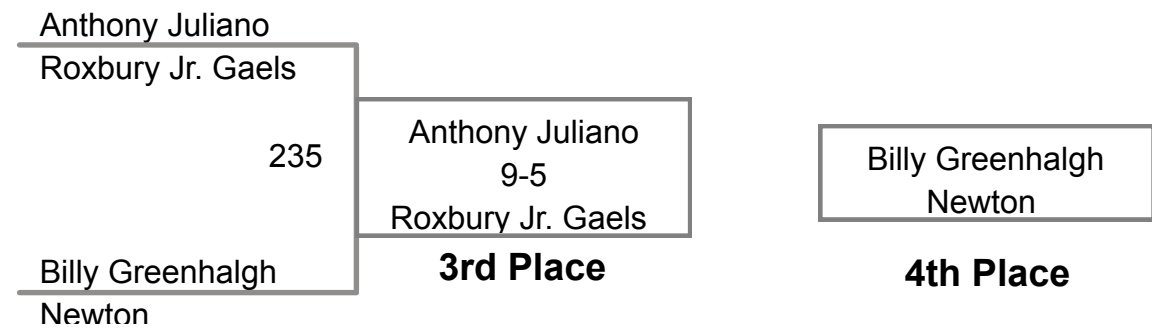 Anthony Juliano
Roxbury Jr. Gaels
235
Billy Greenhalgh
Newton
Anthony Juliano
9-5
Roxbury Jr. Gaels
3rd Place
Billy Greenhalgh
Newton
4th Place